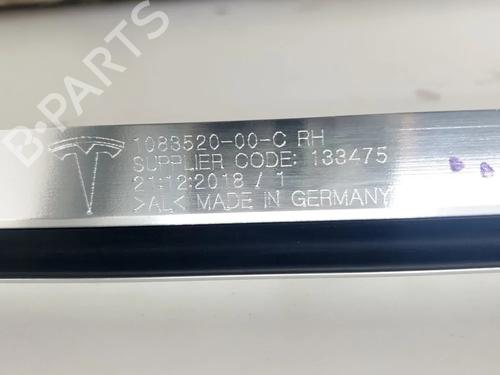 B-PARTS
1083520-00-C RH
SUPPLIER CODE: 133475
21:12:2018 / 1
>AL< MADE IN GERMANY